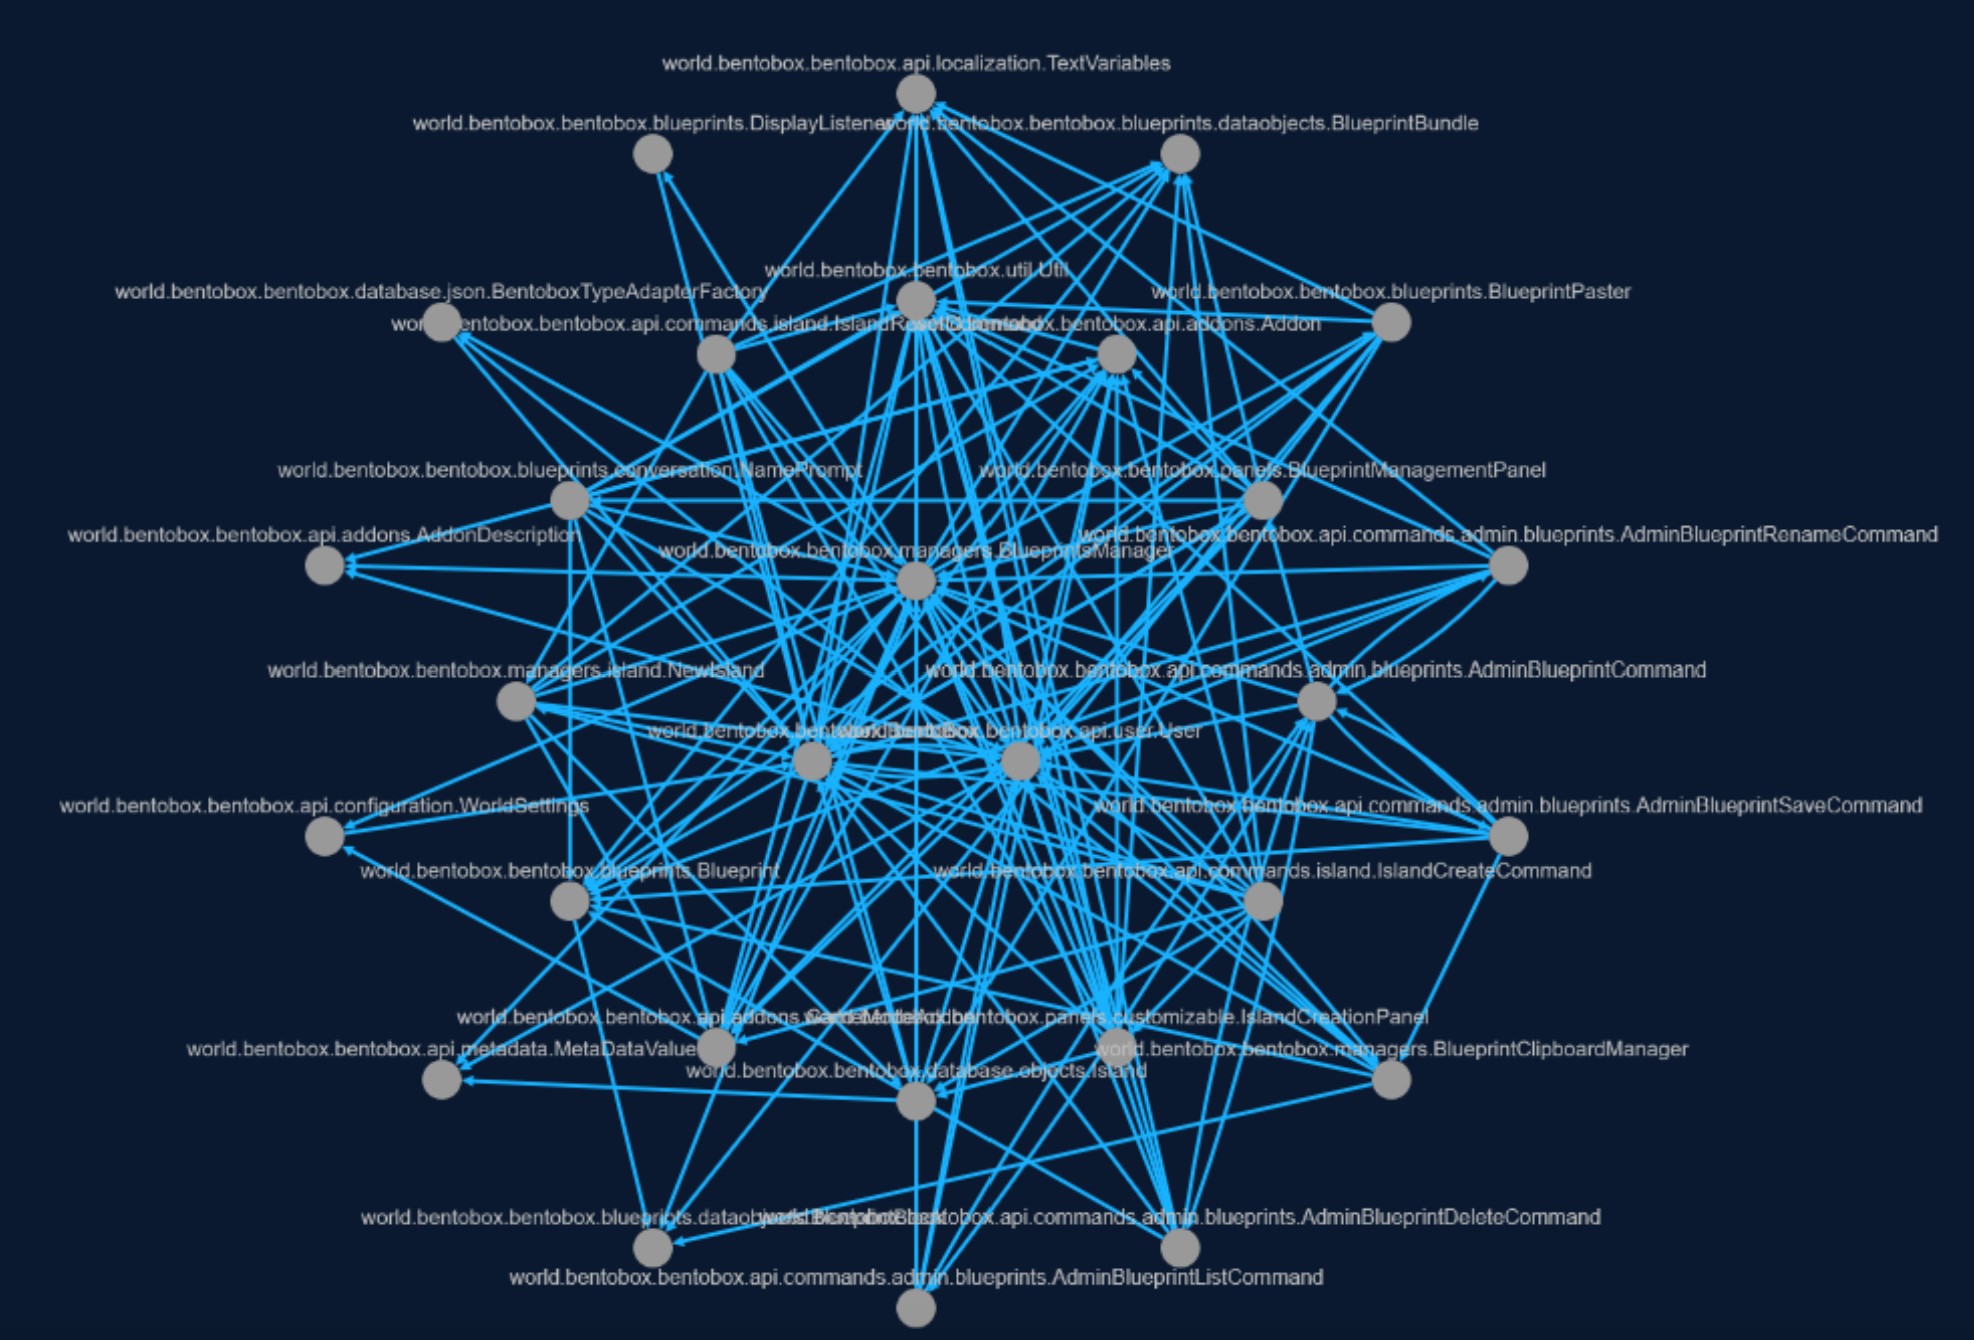 world.bentobox.bentobox.api.localization.TextVariables
world.bentobox.bentobox.blueprints.DisplayListener
world.bentobox.bentobox.blueprints.dataobjects.BlueprintBundle
world.bentobox.bentobox.util.Util
world.bentobox.bentobox.database.json.BentoboxTypeAdapterFactory
world.bentobox.bentobox.blueprints.BlueprintPaster
world.bentobox.bentobox.api.commands.island.IslandResetCommand
world.bentobox.bentobox.api.addons.Addon
world.bentobox.bentobox.blueprints.conversation.NamePrompt
world.bentobox.bentobox.panels.BlueprintManagementPanel
world.bentobox.bentobox.api.addons.AddonDescription
world.bentobox.bentobox.api.commands.admin.blueprints.AdminBlueprintRenameCommand
world.bentobox.bentobox.managers.BlueprintsManager
world.bentobox.bentobox.managers.island.NewIsland
world.bentobox.bentobox.api.commands.admin.blueprints.AdminBlueprintCommand
world.bentobox.bentobox.BentoBox
world.bentobox.bentobox.api.user.User
world.bentobox.bentobox.api.configuration.WorldSettings
world.bentobox.bentobox.api.commands.admin.blueprints.AdminBlueprintSaveCommand
world.bentobox.bentobox.blueprints.Blueprint
world.bentobox.bentobox.api.commands.island.IslandCreateCommand
world.bentobox.bentobox.api.addons.GameModeAddon
world.bentobox.bentobox.panels.customizable.IslandCreationPanel
world.bentobox.bentobox.api.metadata.MetaDataValue
world.bentobox.bentobox.managers.BlueprintClipboardManager
world.bentobox.bentobox.database.objects.Island
world.bentobox.bentobox.blueprints.dataobjects.BlueprintBlock
world.bentobox.bentobox.api.commands.admin.blueprints.AdminBlueprintDeleteCommand
world.bentobox.bentobox.api.commands.admin.blueprints.AdminBlueprintListCommand